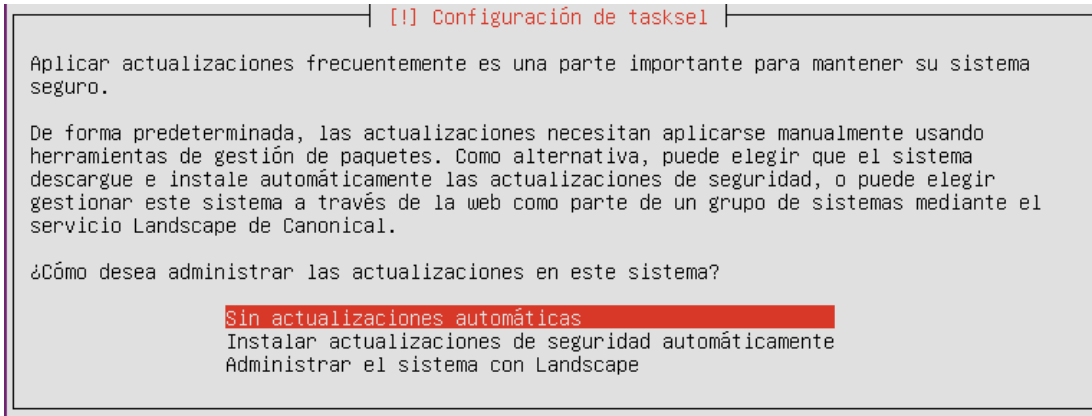 [!] Configuración de tasksel
Aplicar actualizaciones frecuentemente es una parte importante para mantener su sistema
seguro.
De forma predeterminada, las actualizaciones necesitan aplicarse manualmente usando
herramientas de gestión de paquetes. Como alternativa, puede elegir que el sistema
descargue e instale automáticamente las actualizaciones de seguridad, o puede elegir
gestionar este sistema a través de la web como parte de un grupo de sistemas mediante el
servicio Landscape de Canonical.
¿Cómo desea administrar las actualizaciones en este sistema?
Sin actualizaciones automáticas
Instalar actualizaciones de seguridad automáticamente
Administrar el sistema con Landscape